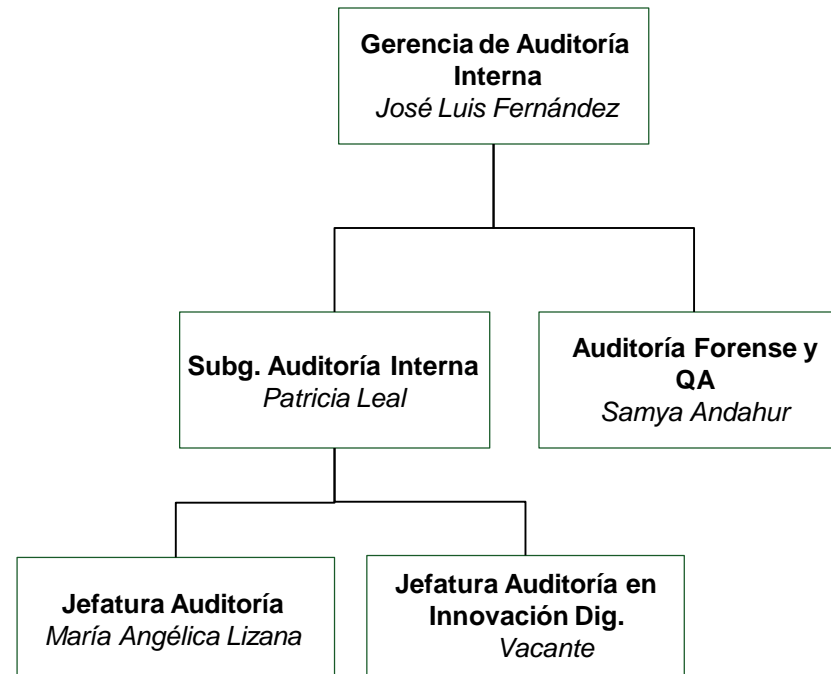 Gerencia de Auditoría
Interna
José Luis Fernández
Subg. Auditoría Interna
Patricia Leal
Auditoría Forense y
QA
Samya Andahur
Jefatura Auditoría
María Angélica Lizana
Jefatura Auditoría en
Innovación Dig.
Vacante